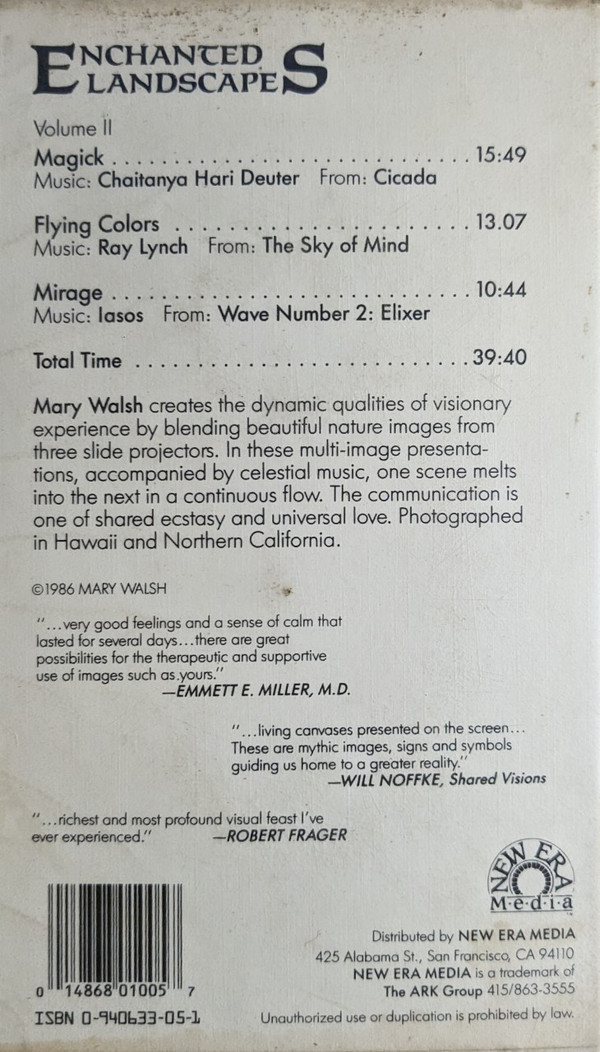 ENCHANTED
LANDSCAPES
Volume II
Magick . . . . . . . . . . . . . . . . . . . . . . . . . . . . . . . . 15:49
Music: Chaitanya Hari Deuter From: Cicada
Flying Colors . . . . . . . . . . . . . . . . . . . . . . . . . . 13.07
Music: Ray Lynch From: The Sky of Mind
Mirage . . . . . . . . . . . . . . . . . . . . . . . . . . . . . . . . 10:44
Music: Iasos From: Wave Number 2: Elixer
Total Time . . . . . . . . . . . . . . . . . . . . . . . . . . . . . 39:40
Mary Walsh creates the dynamic qualities of visionary
experience by blending beautiful nature images from
three slide projectors. In these multi-image presenta-
tions, accompanied by celestial music, one scene melts
into the next in a continuous flow. The communication is
one of shared ecstasy and universal love. Photographed
in Hawaii and Northern California.
©1986 MARY WALSH
"...very good feelings and a sense of calm that
lasted for several days...there are great
possibilities for the therapeutic and supportive
use of images such as yours."
—EMMETT E. MILLER, M.D.
"...living canvases presented on the screen...
These are mythic images, signs and symbols
guiding us home to a greater reality."
—WILL NOFFKE, Shared Visions
"...richest and most profound visual feast I've
ever experienced." —ROBERT FRAGER
NEW ERA
M·e·d·i·a
TM
Distributed by NEW ERA MEDIA
425 Alabama St., San Francisco, CA 94110
NEW ERA MEDIA is a trademark of
The ARK Group 415/863-3555
0 14868 01005 7
ISBN 0-940633-05-1
Unauthorized use or duplication is prohibited by law.